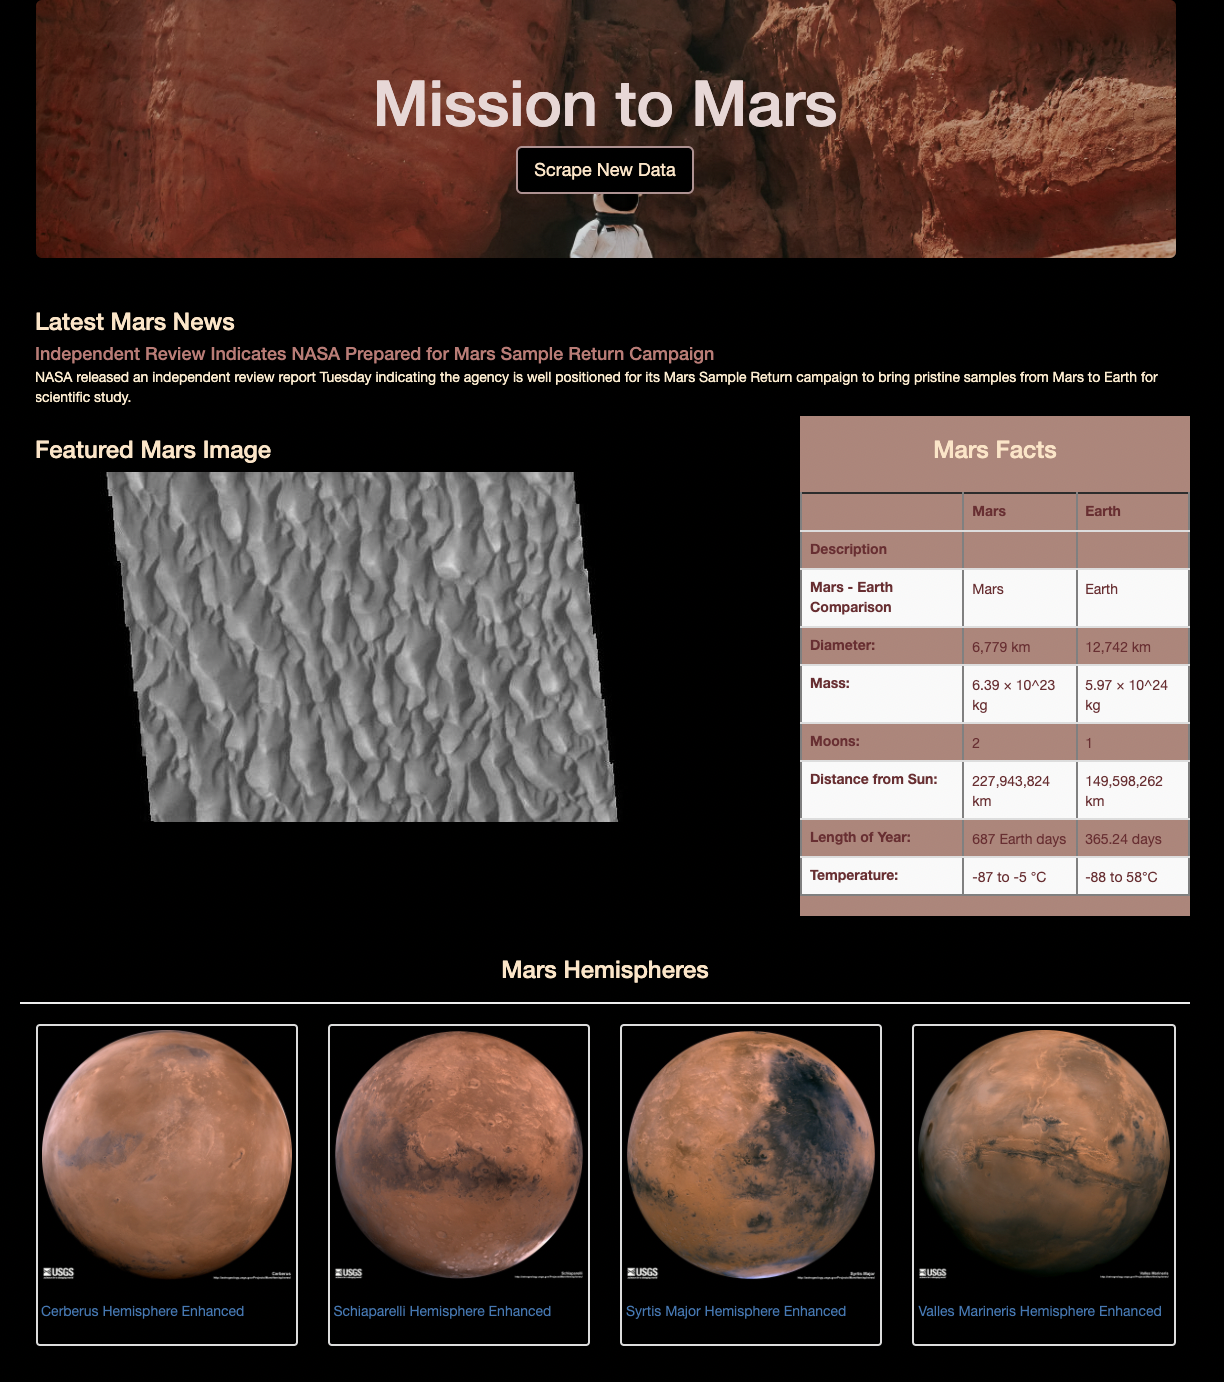 Mission to Mars
Scrape New Data
Latest Mars News
Independent Review Indicates NASA Prepared for Mars Sample Return Campaign
NASA released an independent review report Tuesday indicating the agency is well positioned for its Mars Sample Return campaign to bring pristine samples from Mars to Earth for
scientific study.
Featured Mars Image
Mars Facts
Mars Earth
Description
Mars - Earth
Comparison
Mars Earth
Diameter: 6,779 km 12,742 km
Mass: 6.39 × 10^23
kg
5.97 × 10^24
kg
Moons: 2 1
Distance from Sun: 227,943,824
km
149,598,262
km
Length of Year: 687 Earth days 365.24 days
Temperature: -87 to -5 °C -88 to 58°C
Mars Hemispheres
USGS Cerberus
USGS Schiaparelli
USGS Syrtis Major
USGS Valles Marineris
Cerberus Hemisphere Enhanced
Schiaparelli Hemisphere Enhanced
Syrtis Major Hemisphere Enhanced
Valles Marineris Hemisphere Enhanced